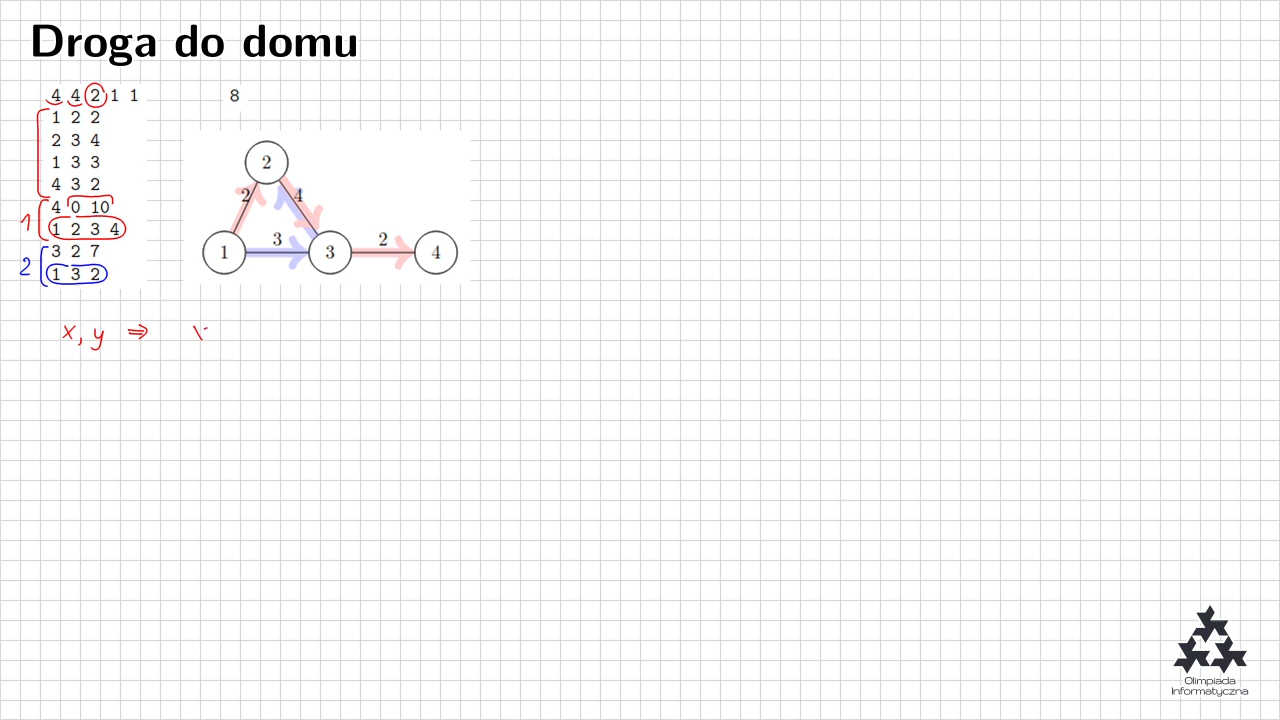 Droga do domu
4 4 2 1 1
1 2 2
2 3 4
1 3 3
4 3 2
4 0 10
1
1 2 3 4
3 2 7
2
1 3 2
8
2
2
4
1
3
3
2
4
x, y ⇒
Olimpiada
Informatyczna